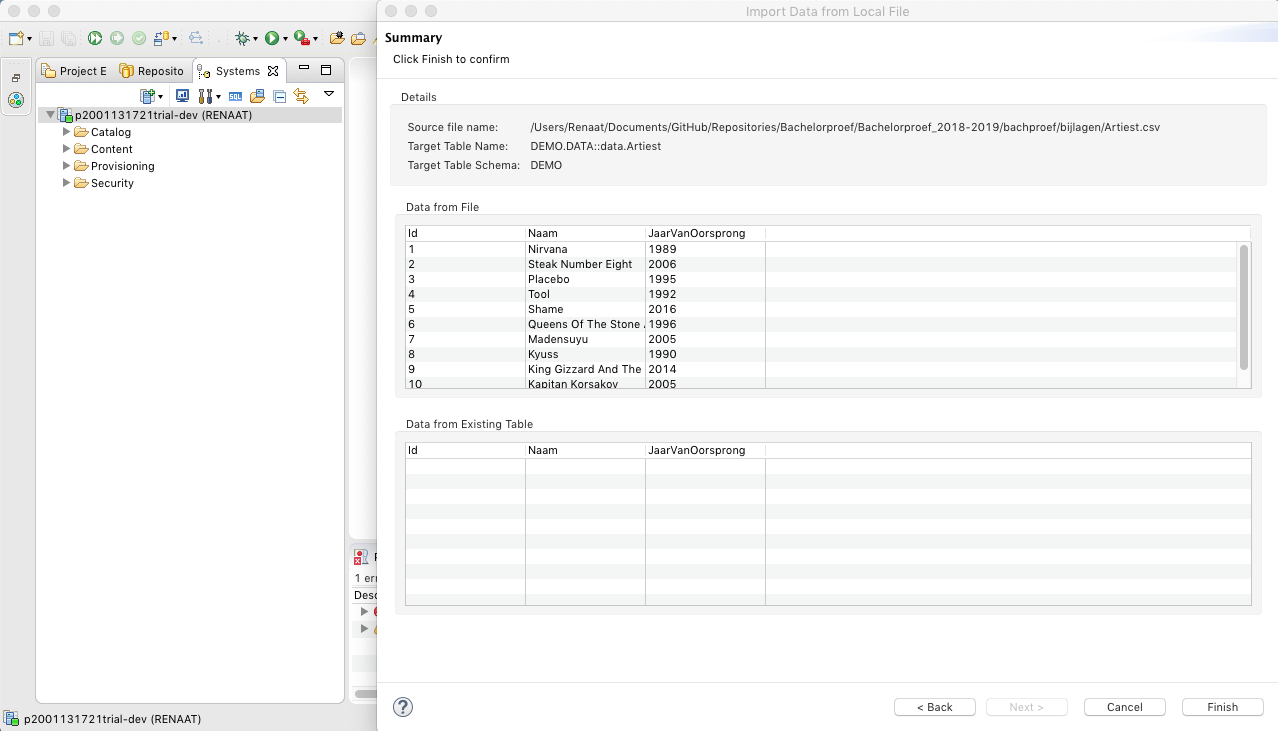 Import Data from Local File
Summary
Click Finish to confirm
Project E Reposito Systems
SQL
p2001131721trial-dev (RENAAT)
Catalog
Content
Provisioning
Security
Details
Source file name: /Users/Renaat/Documents/GitHub/Repositories/Bachelorproef/Bachelorproef_2018-2019/bachproef/bijlagen/Artiest.csv
Target Table Name: DEMO.DATA::data.Artiest
Target Table Schema: DEMO
Data from File
Id Naam JaarVanOorsprong
1 Nirvana 1989
2 Steak Number Eight 2006
3 Placebo 1995
4 Tool 1992
5 Shame 2016
6 Queens Of The Stone 1996
7 Madensuyu 2005
8 Kyuss 1990
9 King Gizzard And The 2014
10 Kapitan Korsakov 2005
Data from Existing Table
Id Naam JaarVanOorsprong
1 err
Desc
? < Back Next > Cancel Finish
p2001131721trial-dev (RENAAT)